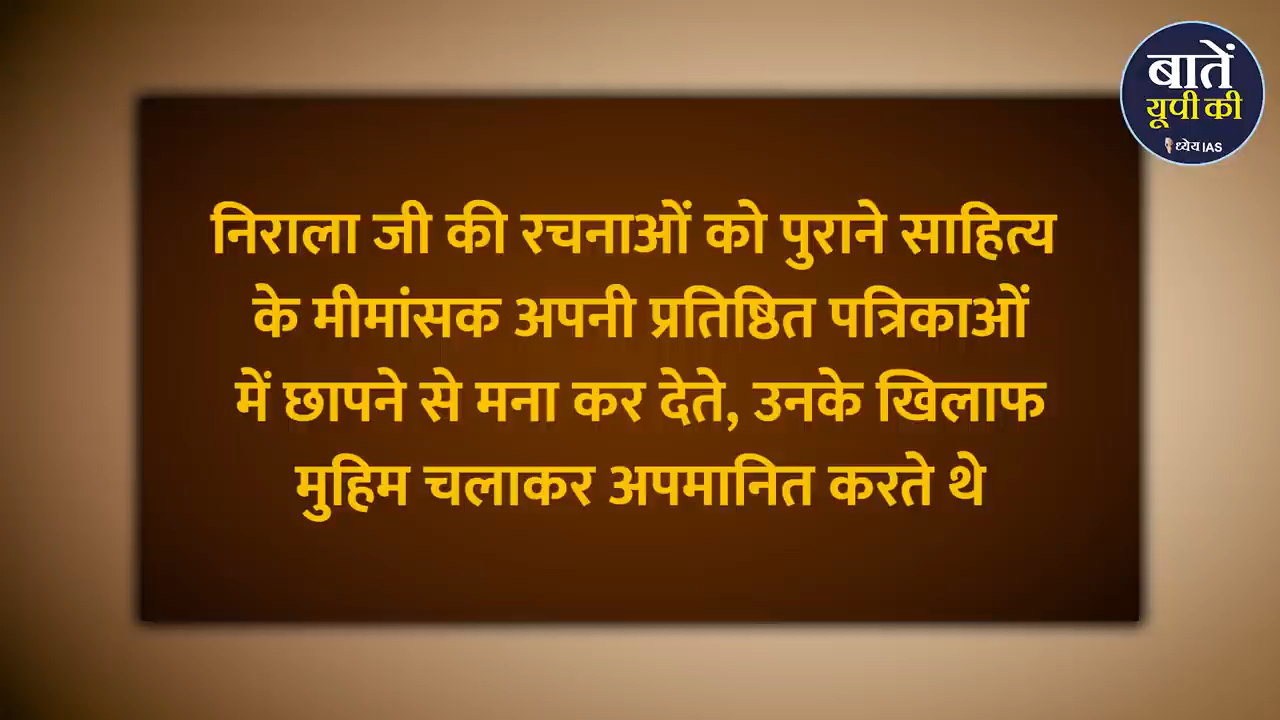 बातें
यूपी की
ध्येय IAS
निराला जी की रचनाओं को पुराने साहित्य
के मीमांसक अपनी प्रतिष्ठित पत्रिकाओं
में छापने से मना कर देते, उनके खिलाफ
मुहिम चलाकर अपमानित करते थे